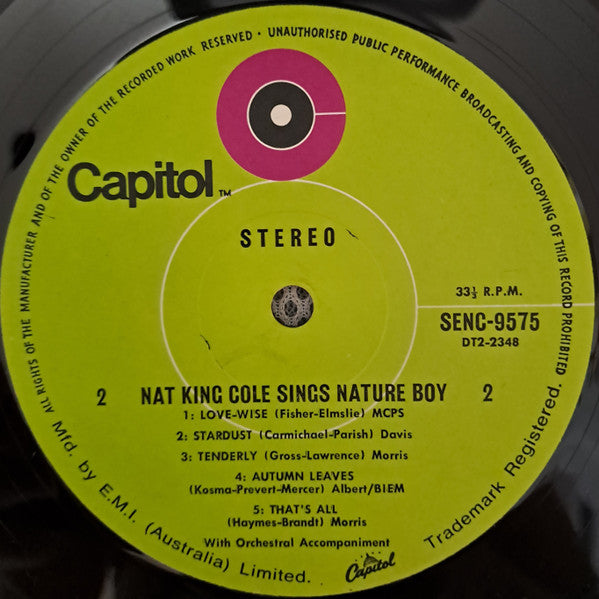 ALL RIGHTS OF THE MANUFACTURER AND OF THE OWNER OF THE RECORDED WORK RESERVED · UNAUTHORISED PUBLIC PERFORMANCE BROADCASTING AND COPYING OF THIS RECORD PROHIBITED
Capitol TM
STEREO
33⅓ R.P.M.
SENC-9575
DT2-2348
2 NAT KING COLE SINGS NATURE BOY 2
1: LOVE-WISE (Fisher-Elmslie) MCPS
2: STARDUST (Carmichael-Parish) Davis
3: TENDERLY (Gross-Lawrence) Morris
4: AUTUMN LEAVES
(Kosma-Prevert-Mercer) Albert/BIEM
5: THAT'S ALL
(Haymes-Brandt) Morris
With Orchestral Accompaniment
Mfd. by E.M.I. (Australia) Limited.
Capitol
Trademark Registered.